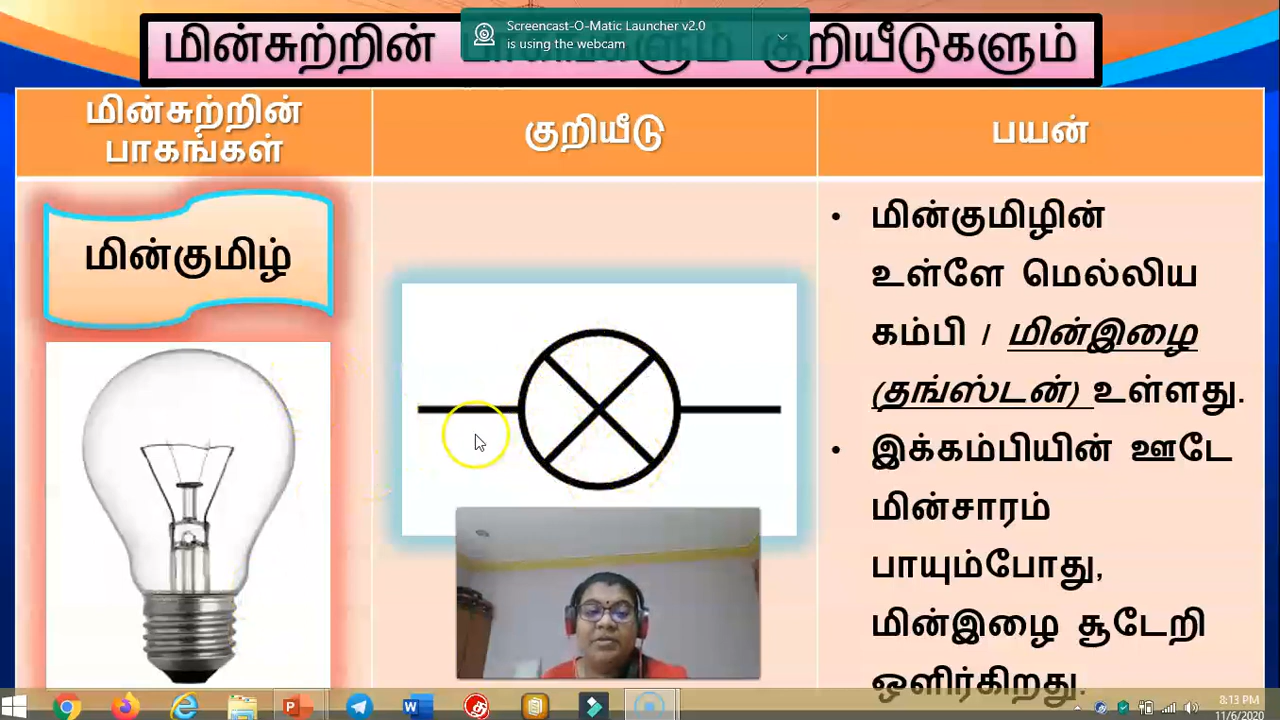 Screencast-O-Matic Launcher v2.0
is using the webcam
மின்சுற்றின் குறியீடுகளும்
மின்சுற்றின்
பாகங்கள்
குறியீடு
பயன்
மின்குமிழ்
• மின்குமிழின்
உள்ளே மெல்லிய
கம்பி / மின்இழை
(தங்ஸ்டன்) உள்ளது.
• இக்கம்பியின் ஊடே
மின்சாரம்
பாயும்போது,
மின்இழை சூடேறி
ஒளிர்கிறது.
8:13 PM
11/6/2020